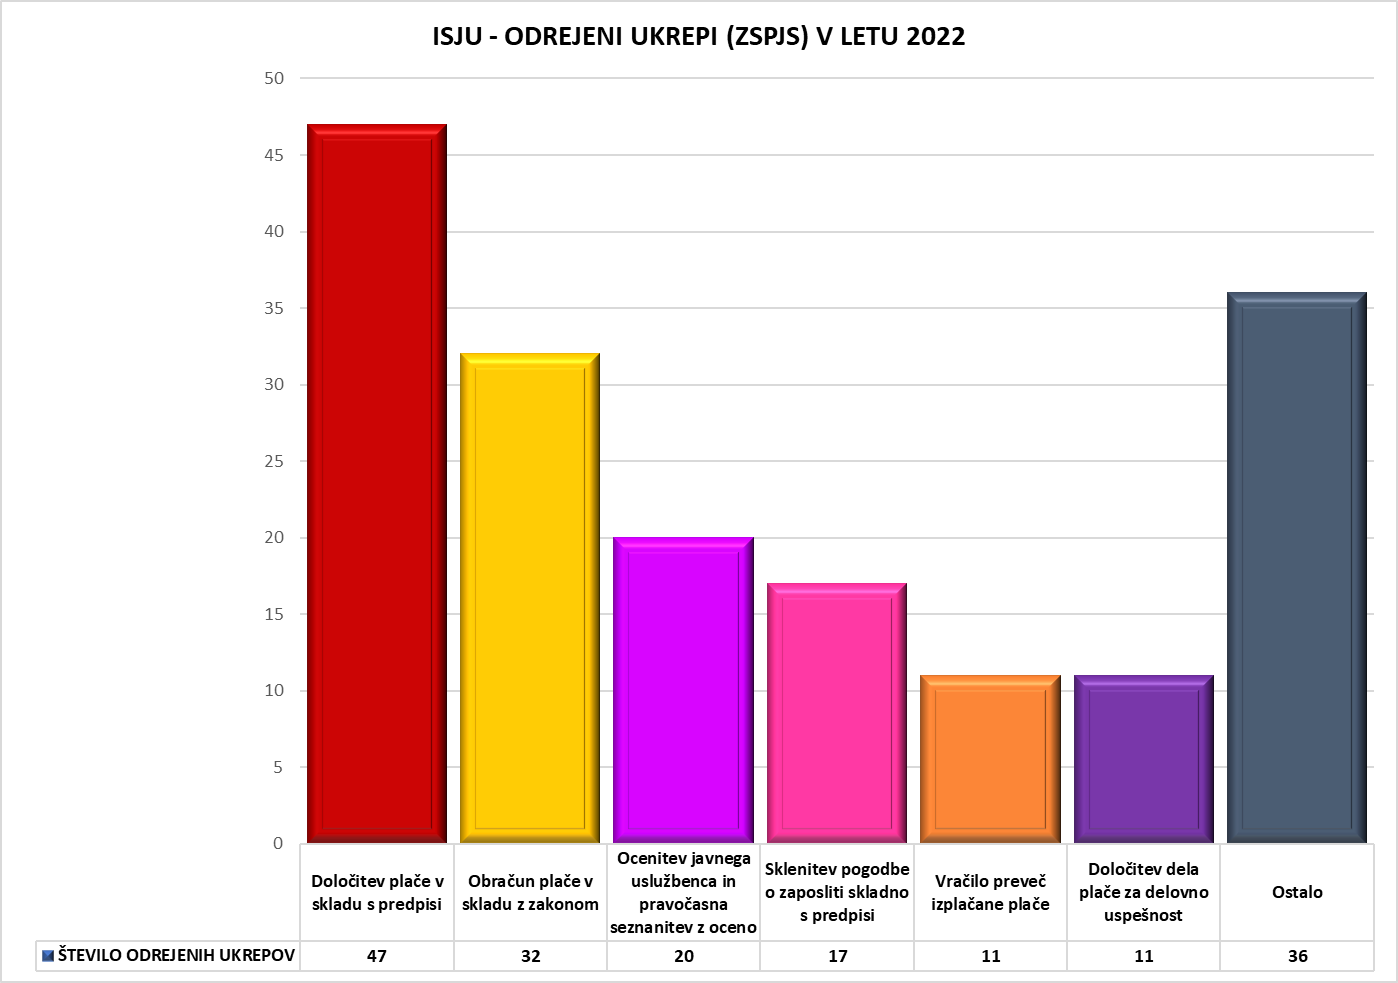 ISJU - ODREJENI UKREPI (ZSPJS) V LETU 2022
50
45
40
35
30
25
20
15
10
5
0
Določitev plače v
skladu s predpisi
Obračun plače v
skladu z zakonom
Ocenitev javnega
uslužbenca in
pravočasna
seznanitev z oceno
Sklenitev pogodbe
o zaposliti skladno
s predpisi
Vračilo preveč
izplačane plače
Določitev dela
plače za delovno
uspešnost
Ostalo
ŠTEVILO ODREJENIH UKREPOV 47 32 20 17 11 11 36